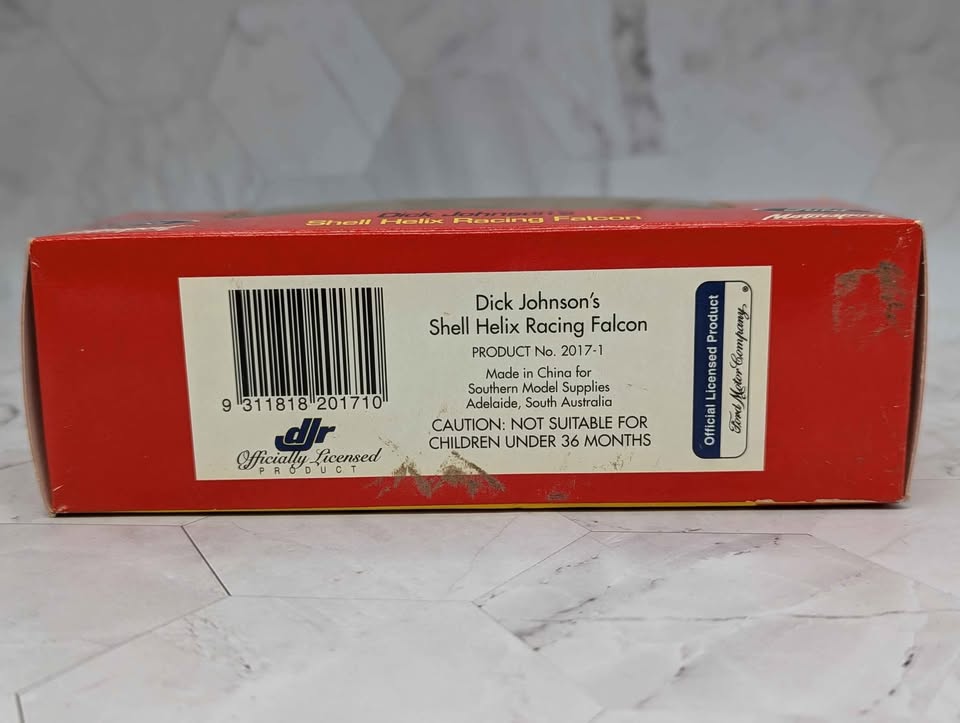 Dick Johnson's
Shell Helix Racing Falcon
Motorsport
9 311818 201710
djr
Officially Licensed
PRODUCT
Dick Johnson's
Shell Helix Racing Falcon
PRODUCT No. 2017-1
Made in China for
Southern Model Supplies
Adelaide, South Australia
CAUTION: NOT SUITABLE FOR
CHILDREN UNDER 36 MONTHS
Official Licensed Product
Ford Motor Company®